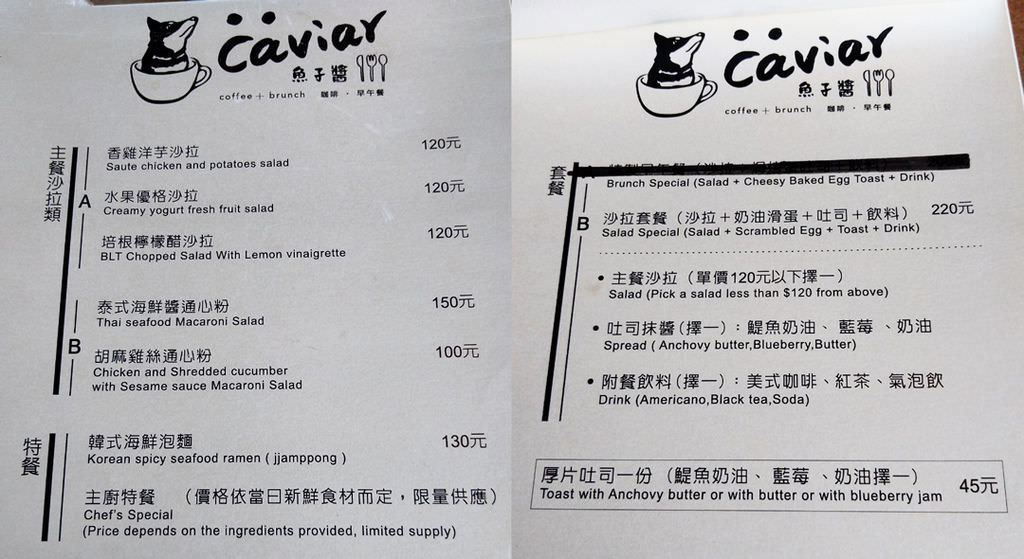 caviar
魚子醬
coffee + brunch 咖啡・早午餐
主餐沙拉類
A
香雞洋芋沙拉 120元
Saute chicken and potatoes salad
水果優格沙拉 120元
Creamy yogurt fresh fruit salad
培根檸檬醋沙拉 120元
BLT Chopped Salad With Lemon vinaigrette
B
泰式海鮮醬通心粉 150元
Thai seafood Macaroni Salad
胡麻雞絲通心粉 100元
Chicken and Shredded cucumber
with Sesame sauce Macaroni Salad
特餐
韓式海鮮泡麵 130元
Korean spicy seafood ramen ( jjamppong )
主廚特餐 （價格依當日新鮮食材而定，限量供應）
Chef's Special
(Price depends on the ingredients provided, limited supply)
caviar
魚子醬
coffee + brunch 咖啡・早午餐
套餐
Brunch Special (Salad + Cheesy Baked Egg Toast + Drink)
B
沙拉套餐（沙拉＋奶油滑蛋＋吐司＋飲料） 220元
Salad Special (Salad + Scrambled Egg + Toast + Drink)
• 主餐沙拉（單價120元以下擇一）
Salad (Pick a salad less than $120 from above)
• 吐司抹醬(擇一)：鯷魚奶油、藍莓、奶油
Spread ( Anchovy butter,Blueberry,Butter)
• 附餐飲料(擇一)：美式咖啡、紅茶、氣泡飲
Drink (Americano,Black tea,Soda)
厚片吐司一份（鯷魚奶油、藍莓、奶油擇一） 45元
Toast with Anchovy butter or with butter or with blueberry jam